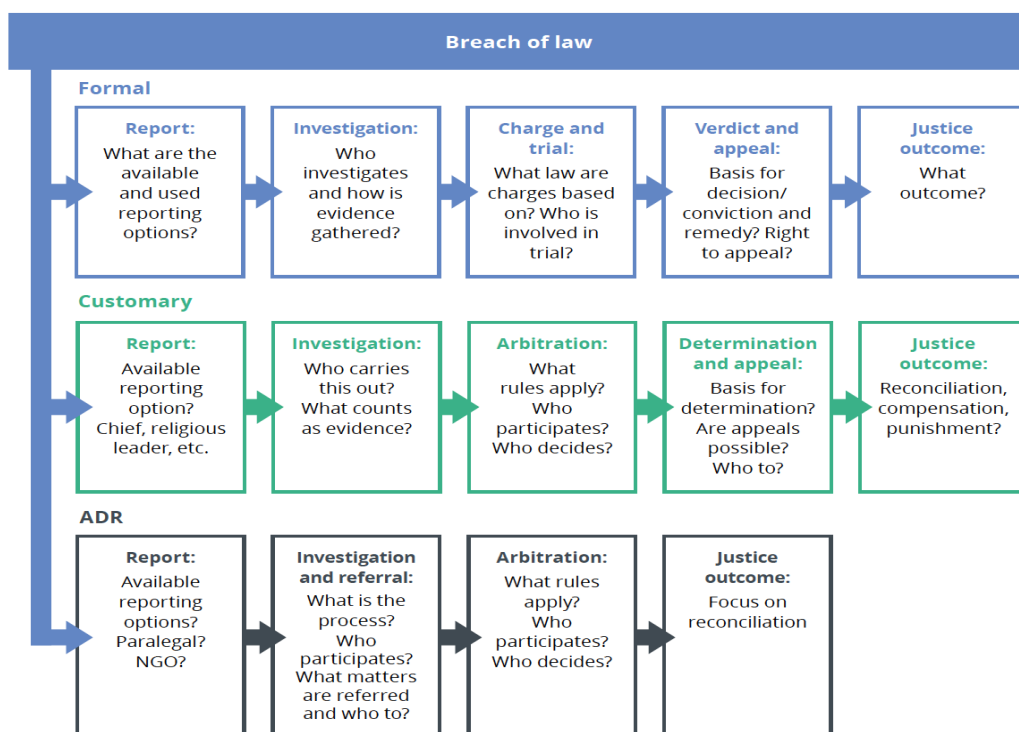 Breach of law
Formal
Report:
What are the
available
and used
reporting
options?
Investigation:
Who
investigates
and how is
evidence
gathered?
Charge and
trial:
What law are
charges based
on? Who is
involved in
trial?
Verdict and
appeal:
Basis for
decision/
conviction and
remedy? Right
to appeal?
Justice
outcome:
What
outcome?
Customary
Report:
Available
reporting
option?
Chief, religious
leader, etc.
Investigation:
Who carries
this out?
What counts
as evidence?
Arbitration:
What
rules apply?
Who
participates?
Who decides?
Determination
and appeal:
Basis for
determination?
Are appeals
possible?
Who to?
Justice
outcome:
Reconciliation,
compensation,
punishment?
ADR
Report:
Available
reporting
options?
Paralegal?
NGO?
Investigation
and referral:
What is the
process?
Who
participates?
What matters
are referred
and who to?
Arbitration:
What rules
apply?
Who
participates?
Who decides?
Justice
outcome:
Focus on
reconciliation